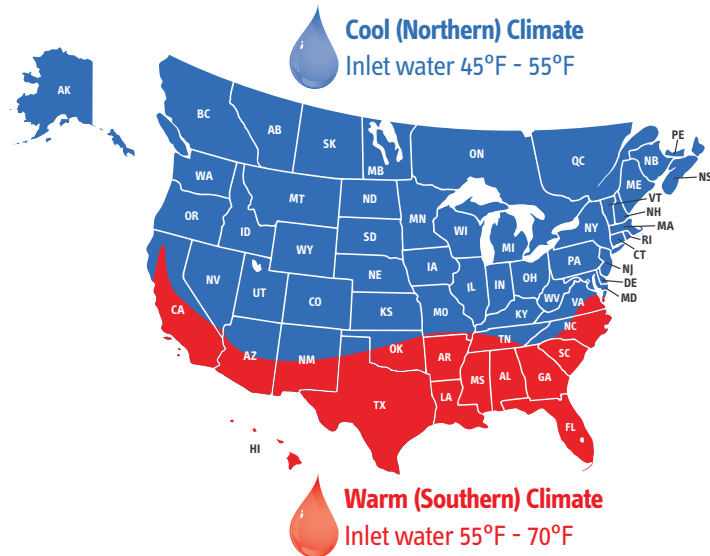 Cool (Northern) Climate
Inlet water 45°F - 55°F
AK
BC
AB
SK
MB
ON
QC
PE
NB
NS
ME
WA
MT
ND
MN
VT
NH
OR
ID
WY
SD
WI
MI
NY
MA
RI
CT
NV
UT
CO
NE
IA
IL
IN
OH
PA
NJ
DE
MD
WV
VA
KS
MO
KY
CA
AZ
NM
OK
AR
TN
NC
SC
TX
LA
MS
AL
GA
FL
HI
Warm (Southern) Climate
Inlet water 55°F - 70°F